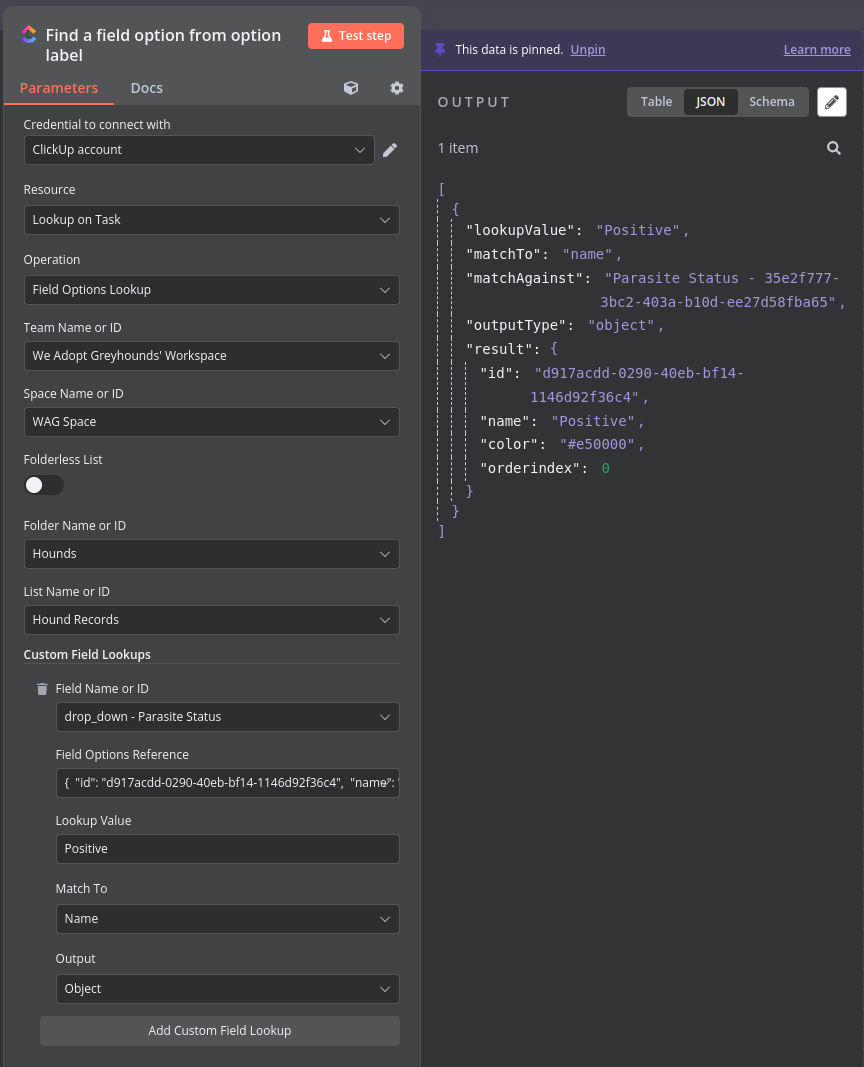 Find a field option from option
label
Test step
Parameters
Docs
Credential to connect with
ClickUp account
Resource
Lookup on Task
Operation
Field Options Lookup
Team Name or ID
We Adopt Greyhounds' Workspace
Space Name or ID
WAG Space
Folderless List
Folder Name or ID
Hounds
List Name or ID
Hound Records
Custom Field Lookups
Field Name or ID
drop_down - Parasite Status
Field Options Reference
{ "id": "d917acdd-0290-40eb-bf14-1146d92f36c4", "name":
Lookup Value
Positive
Match To
Name
Output
Object
Add Custom Field Lookup
This data is pinned. Unpin
Learn more
OUTPUT
Table JSON Schema
1 item
[
{
"lookupValue": "Positive",
"matchTo": "name",
"matchAgainst": "Parasite Status - 35e2f777-
3bc2-403a-b10d-ee27d58fba65",
"outputType": "object",
"result": {
"id": "d917acdd-0290-40eb-bf14-
1146d92f36c4",
"name": "Positive",
"color": "#e50000",
"orderindex": 0
}
}
]